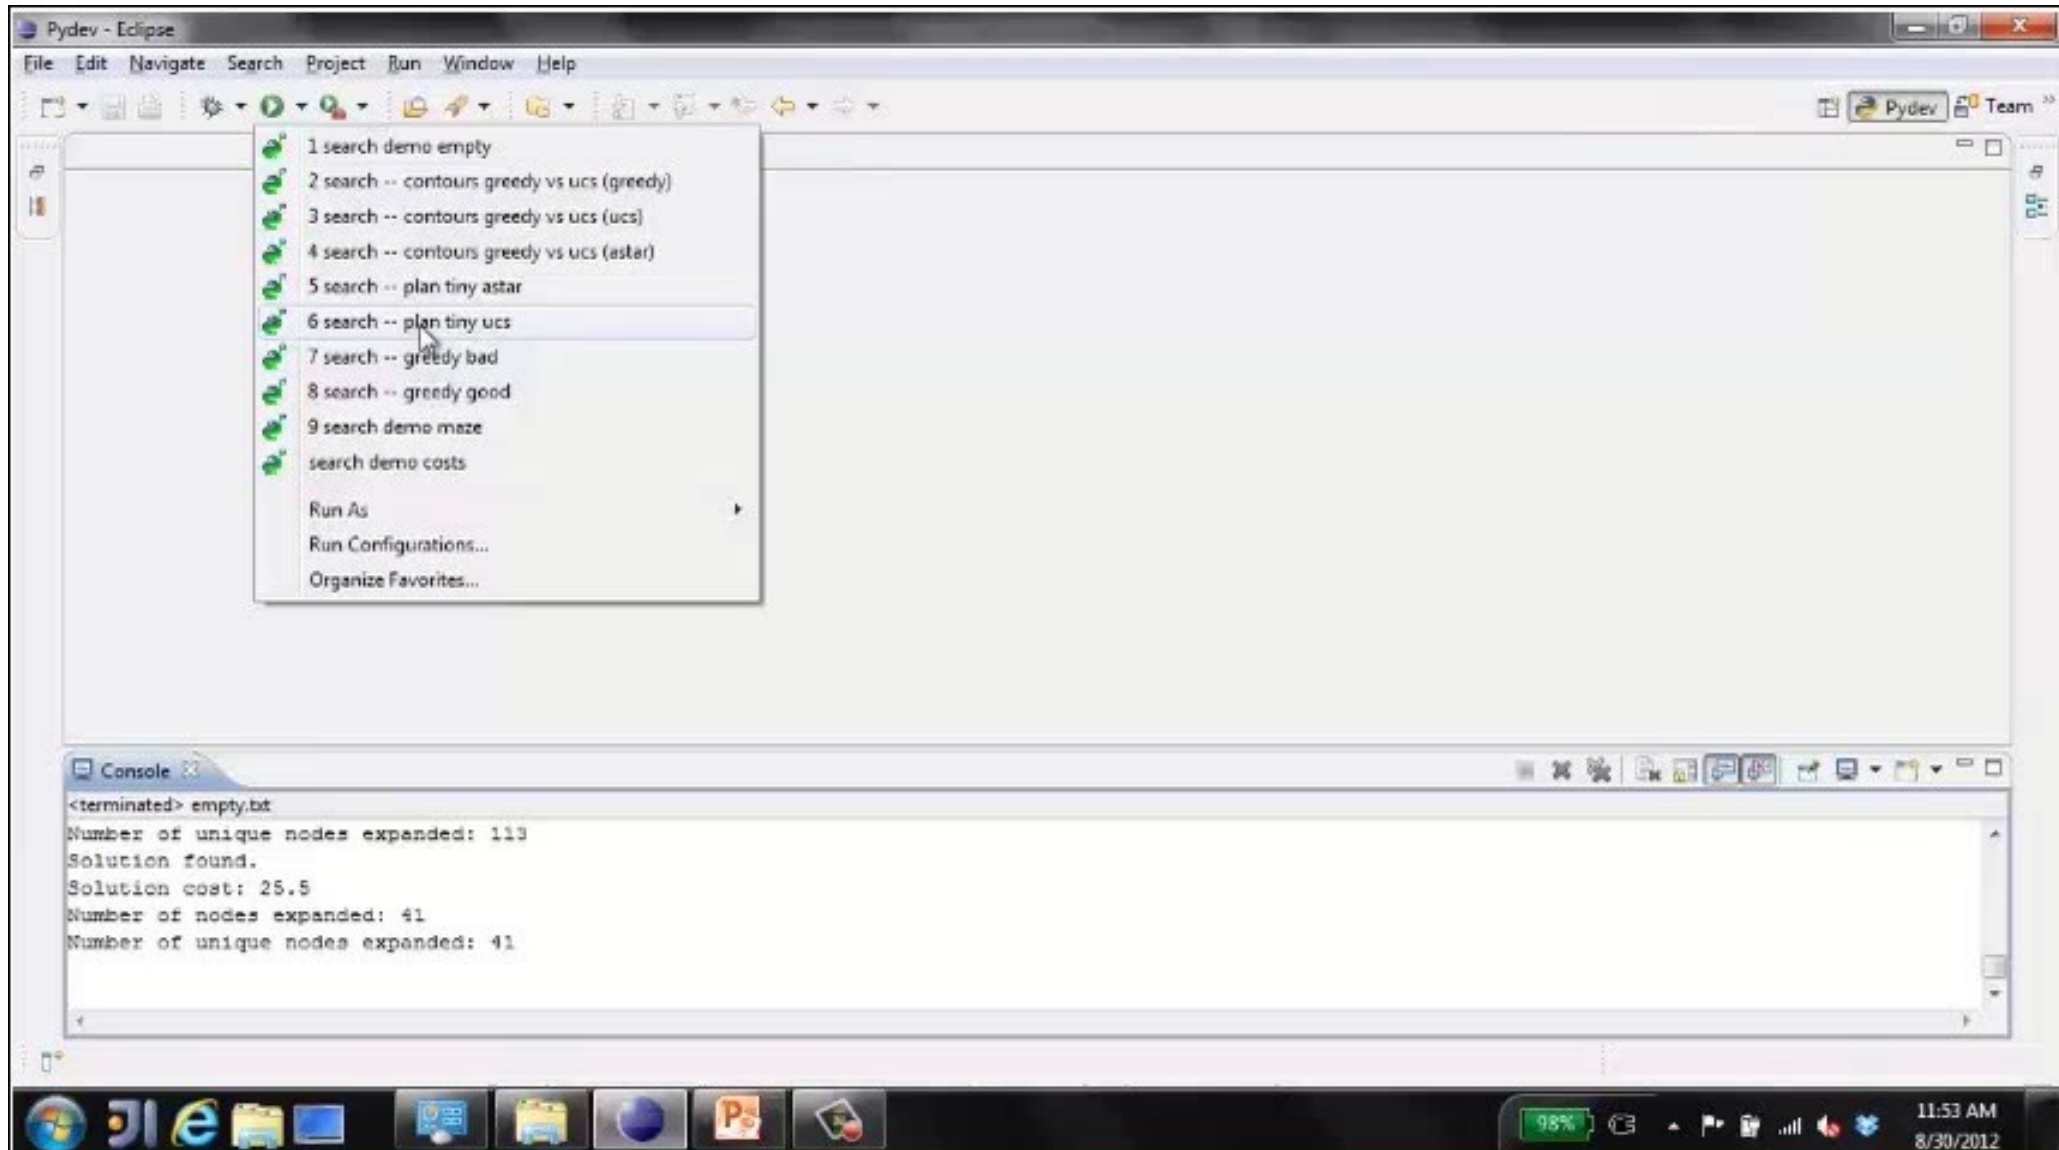 Pydev - Eclipse
File Edit Navigate Search Project Run Window Help
Pydev Team
1 search demo empty
2 search -- contours greedy vs ucs (greedy)
3 search -- contours greedy vs ucs (ucs)
4 search -- contours greedy vs ucs (astar)
5 search -- plan tiny astar
6 search -- plan tiny ucs
7 search -- greedy bad
8 search -- greedy good
9 search demo maze
search demo costs
Run As
Run Configurations...
Organize Favorites...
Console
<terminated> empty.txt
Number of unique nodes expanded: 113
Solution found.
Solution cost: 25.5
Number of nodes expanded: 41
Number of unique nodes expanded: 41
98%
11:53 AM
8/30/2012